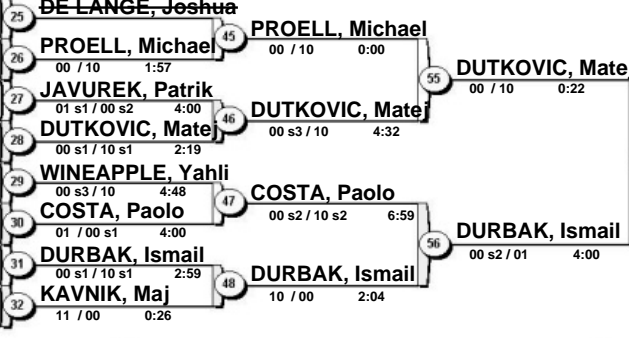 25
DE LANGE, Joshua
45
PROELL, Michael
00 / 10 0:00
26
PROELL, Michael
00 / 10 1:57
55
DUTKOVIC, Mate
00 / 10 0:22
27
JAVUREK, Patrik
01 s1 / 00 s2 4:00
46
DUTKOVIC, Matej
00 s3 / 10 4:32
28
DUTKOVIC, Matej
00 s1 / 10 s1 2:19
29
WINEAPPLE, Yahli
00 s3 / 10 4:48
47
COSTA, Paolo
00 s2 / 10 s2 6:59
30
COSTA, Paolo
01 / 00 s1 4:00
56
DURBAK, Ismail
00 s2 / 01 4:00
31
DURBAK, Ismail
00 s1 / 10 s1 2:59
48
DURBAK, Ismail
10 / 00 2:04
32
KAVNIK, Maj
11 / 00 0:26